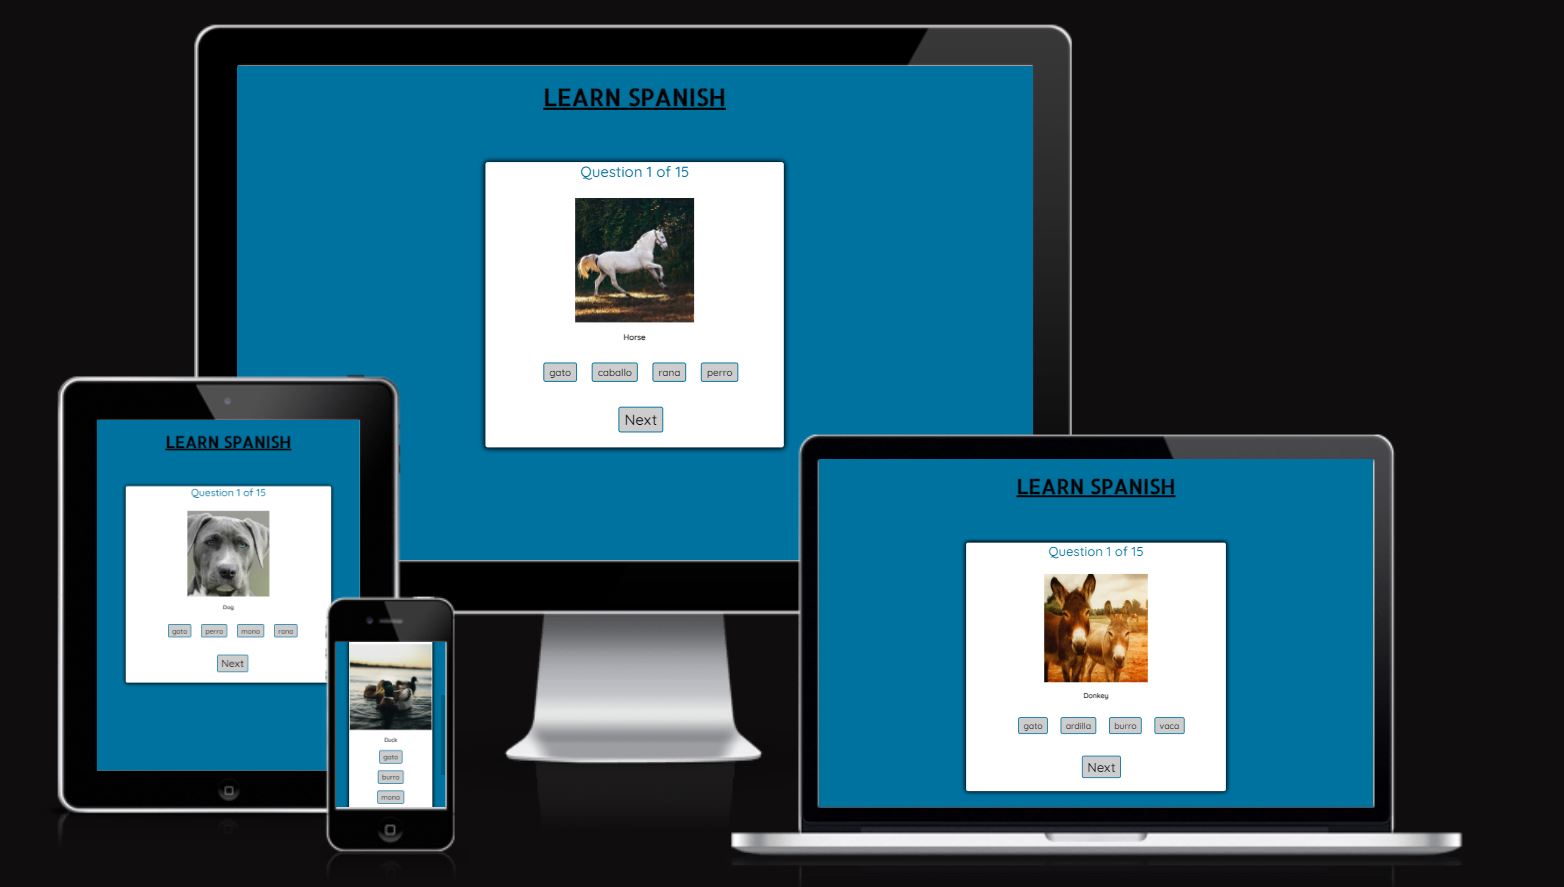 LEARN SPANISH
Question 1 of 15
Horse
gato caballo rana perro
Next
LEARN SPANISH
Question 1 of 15
Dog
gato perro mono rana
Next
Duck
gato
burro
mono
LEARN SPANISH
Question 1 of 15
Donkey
gato ardilla burro vaca
Next